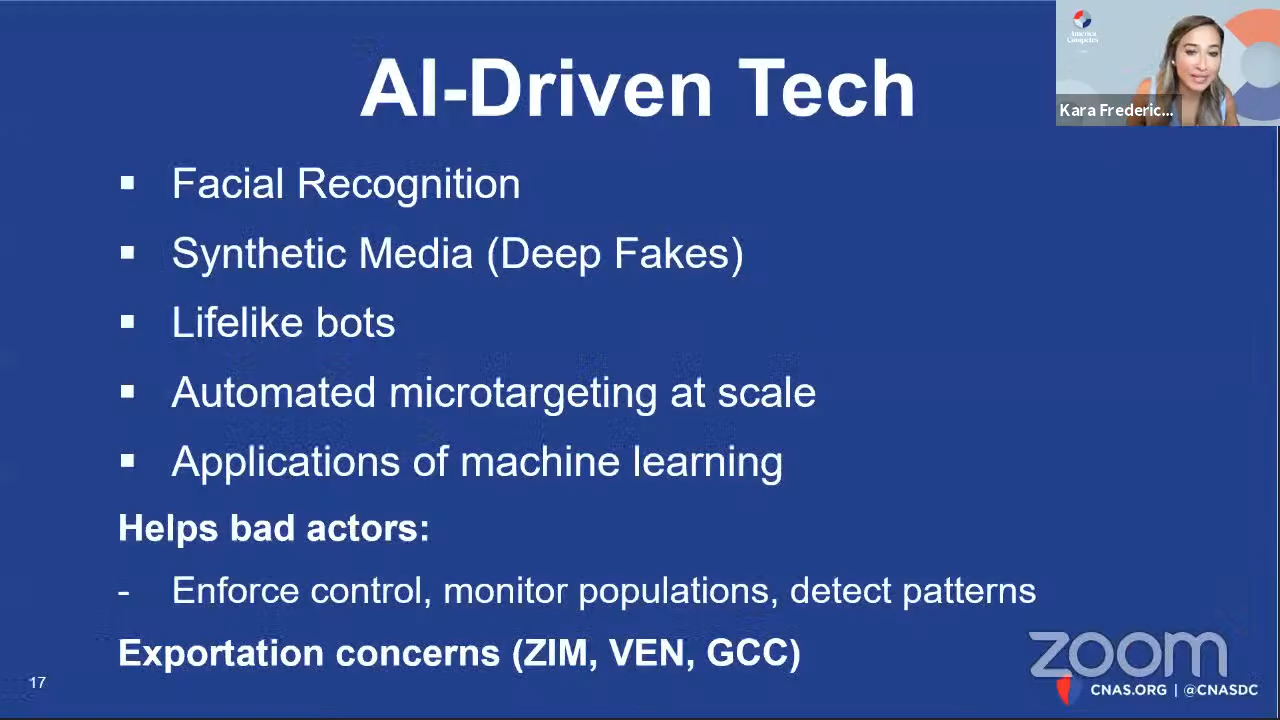 AI-Driven Tech
America
Competes
Kara Frederic...
▪ Facial Recognition
▪ Synthetic Media (Deep Fakes)
▪ Lifelike bots
▪ Automated microtargeting at scale
▪ Applications of machine learning
Helps bad actors:
- Enforce control, monitor populations, detect patterns
Exportation concerns (ZIM, VEN, GCC)
zoom
17
CNAS.ORG | @CNASDC